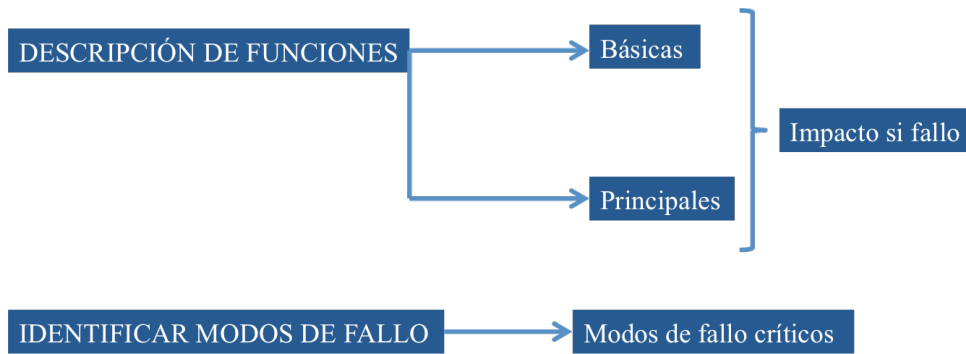 DESCRIPCIÓN DE FUNCIONES
Básicas
Impacto si fallo
Principales
IDENTIFICAR MODOS DE FALLO
Modos de fallo críticos